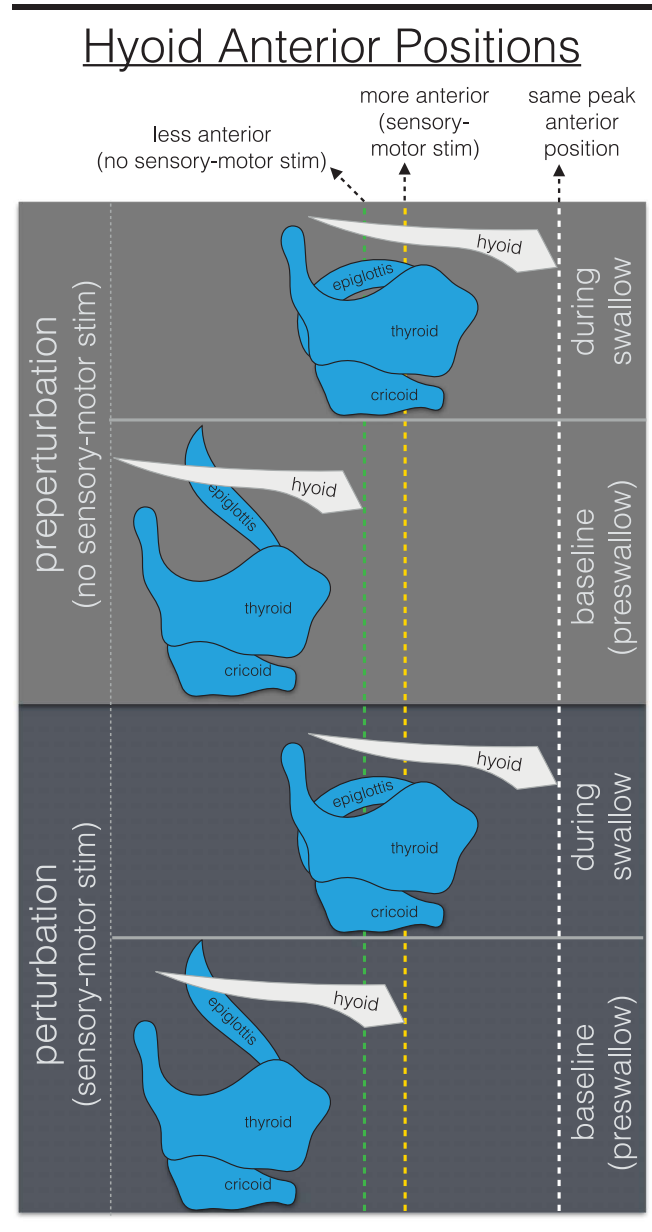 Hyoid Anterior Positions
less anterior
(no sensory-motor stim)
more anterior
(sensory-
motor stim)
same peak
anterior
position
preperturbation
(no sensory-motor stim)
hyoid
epiglottis
thyroid
cricoid
during
swallow
hyoid
epiglottis
thyroid
cricoid
baseline
(preswallow)
perturbation
(sensory-motor stim)
hyoid
epiglottis
thyroid
cricoid
during
swallow
hyoid
epiglottis
thyroid
cricoid
baseline
(preswallow)